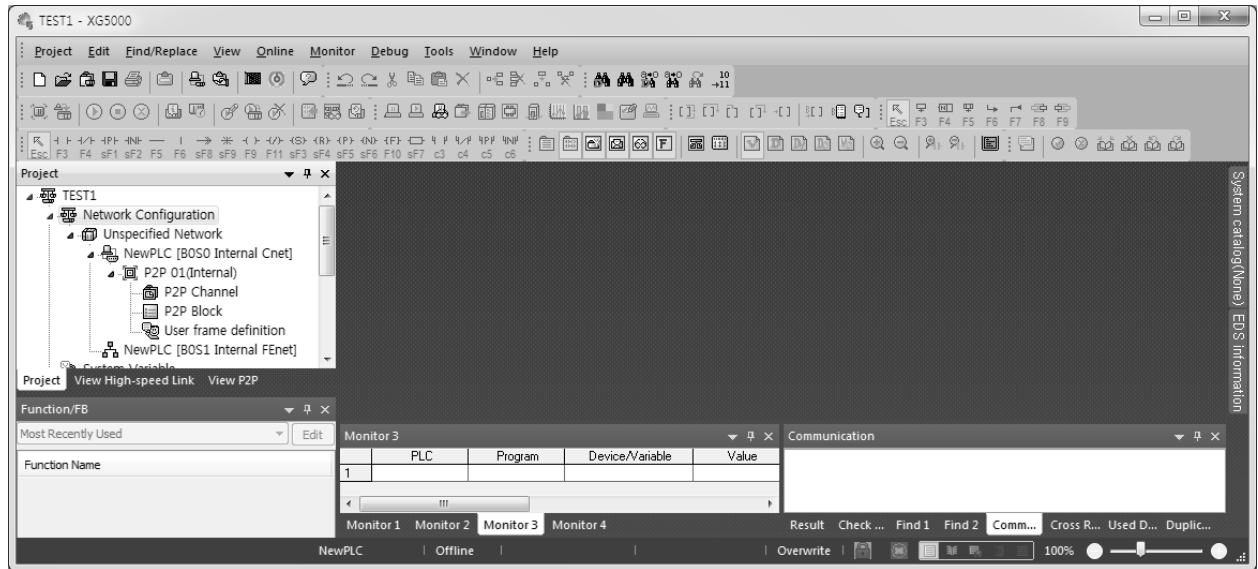 TEST1 - XG5000
Project Edit Find/Replace View Online Monitor Debug Tools Window Help
Esc F3 F4 F5 F6 F7 F8 F9
Esc F3 F4 sF1 sF2 F5 F6 sF8 sF9 F9 F11 sF3 sF4 sF5 sF6 F10 sF7 c3 c4 c5 c6
Project
TEST1
Network Configuration
Unspecified Network
NewPLC [B0S0 Internal Cnet]
P2P 01(Internal)
P2P Channel
P2P Block
User frame definition
NewPLC [B0S1 Internal FEnet]
System Variable
Project View High-speed Link View P2P
System catalog(None)
EDS information
Function/FB
Most Recently Used Edit
Function Name
Monitor 3
PLC Program Device/Variable Value
1
Monitor 1 Monitor 2 Monitor 3 Monitor 4
Communication
Result Check ... Find 1 Find 2 Comm... Cross R... Used D... Duplic...
NewPLC Offline Overwrite 100%